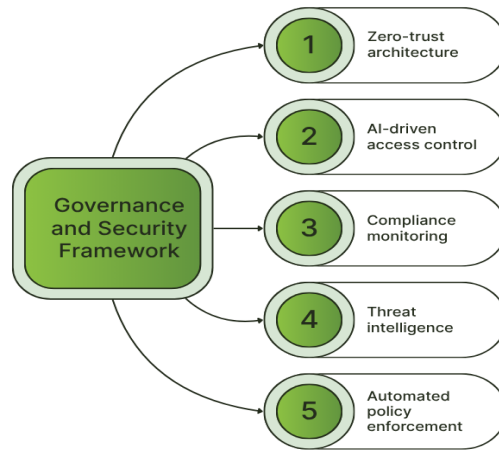 Governance
and Security
Framework
1
Zero-trust
architecture
2
AI-driven
access control
3
Compliance
monitoring
4
Threat
intelligence
5
Automated
policy
enforcement